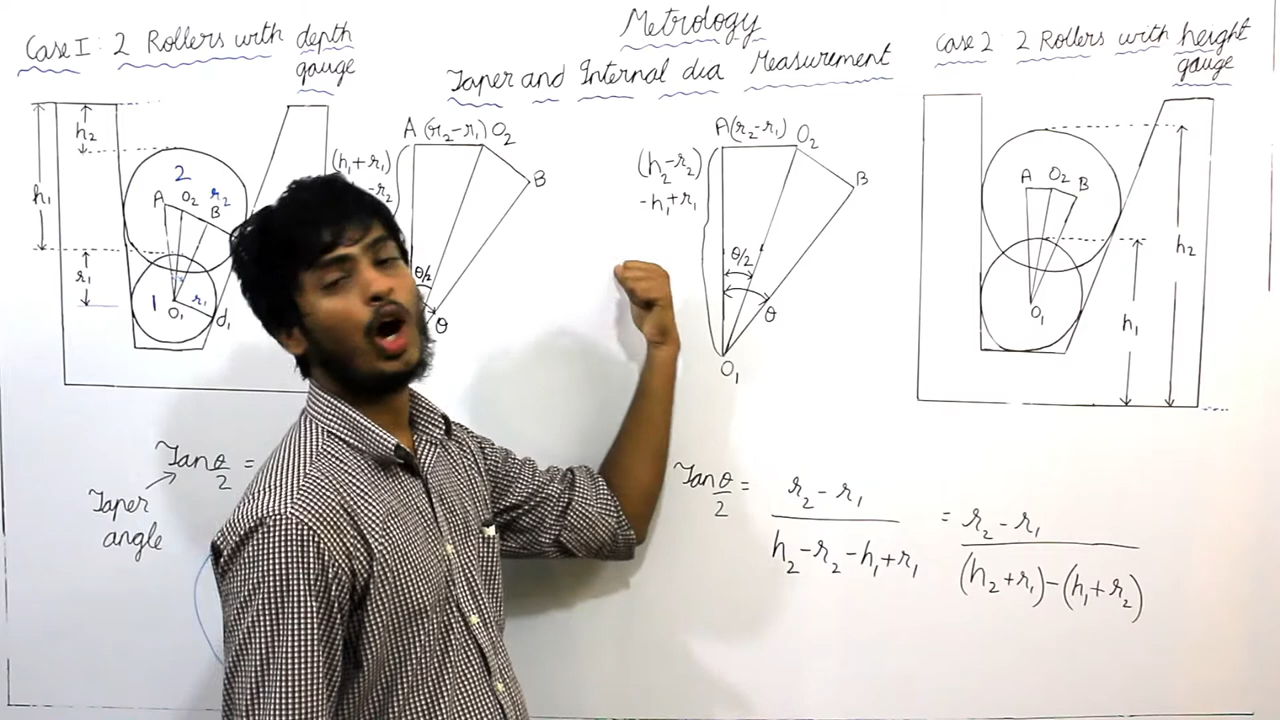 Metrology
Taper and Internal dia Measurement
Case I : 2 Rollers with depth
gauge
h2
h1
r1
2
A O2 r2
B
1
O1 r1 d1
A (r2-r1) O2
(h1+r1)
-r2
B
θ/2
θ
Tan θ/2 =
Taper
angle
A(r2-r1) O2
(h2-r2)
-h1+r1
B
θ/2
θ
O1
Tan θ/2 = r2-r1 / h2-r2-h1+r1 = r2-r1 / (h2+r1)-(h1+r2)
Case 2 : 2 Rollers with height
gauge
A O2 B
O1
h1
h2